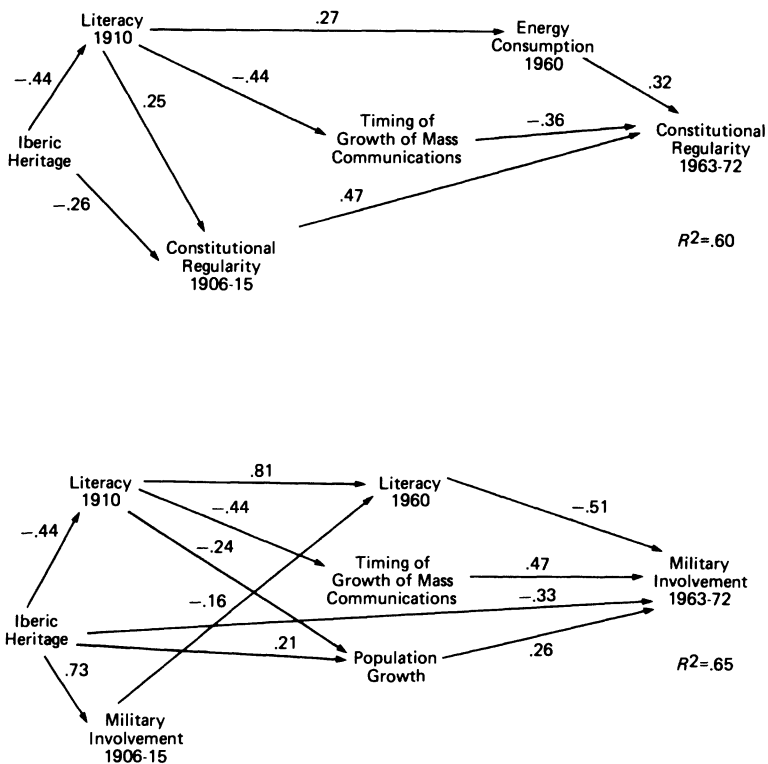 Literacy
1910
.27
Energy
Consumption
1960
−.44
−.44
.25
.32
Iberic
Heritage
Timing of
Growth of Mass
Communications
−.36
Constitutional
Regularity
1963-72
−.26
.47
Constitutional
Regularity
1906-15
R2=.60
Literacy
1910
.81
Literacy
1960
−.44
−.44
−.51
−.24
Timing of
Growth of Mass
Communications
.47
Military
Involvement
1963-72
−.16
−.33
Iberic
Heritage
.21
Population
Growth
.26
R2=.65
.73
Military
Involvement
1906-15